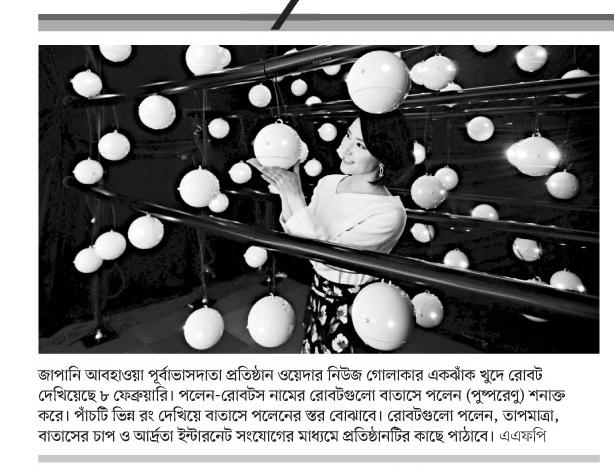 জাপানি আবহাওয়া পূর্বাভাসদাতা প্রতিষ্ঠান ওয়েদার নিউজ গোলাকার একঝাঁক খুদে রোবট
দেখিয়েছে ৮ ফেব্রুয়ারি। পলেন-রোবটস নামের রোবটগুলো বাতাসে পলেন (পুষ্পরেণু) শনাক্ত
করে। পাঁচটি ভিন্ন রং দেখিয়ে বাতাসে পলেনের স্তর বোঝাবে। রোবটগুলো পলেন, তাপমাত্রা,
বাতাসের চাপ ও আর্দ্রতা ইন্টারনেট সংযোগের মাধ্যমে প্রতিষ্ঠানটির কাছে পাঠাবে। এএফপি